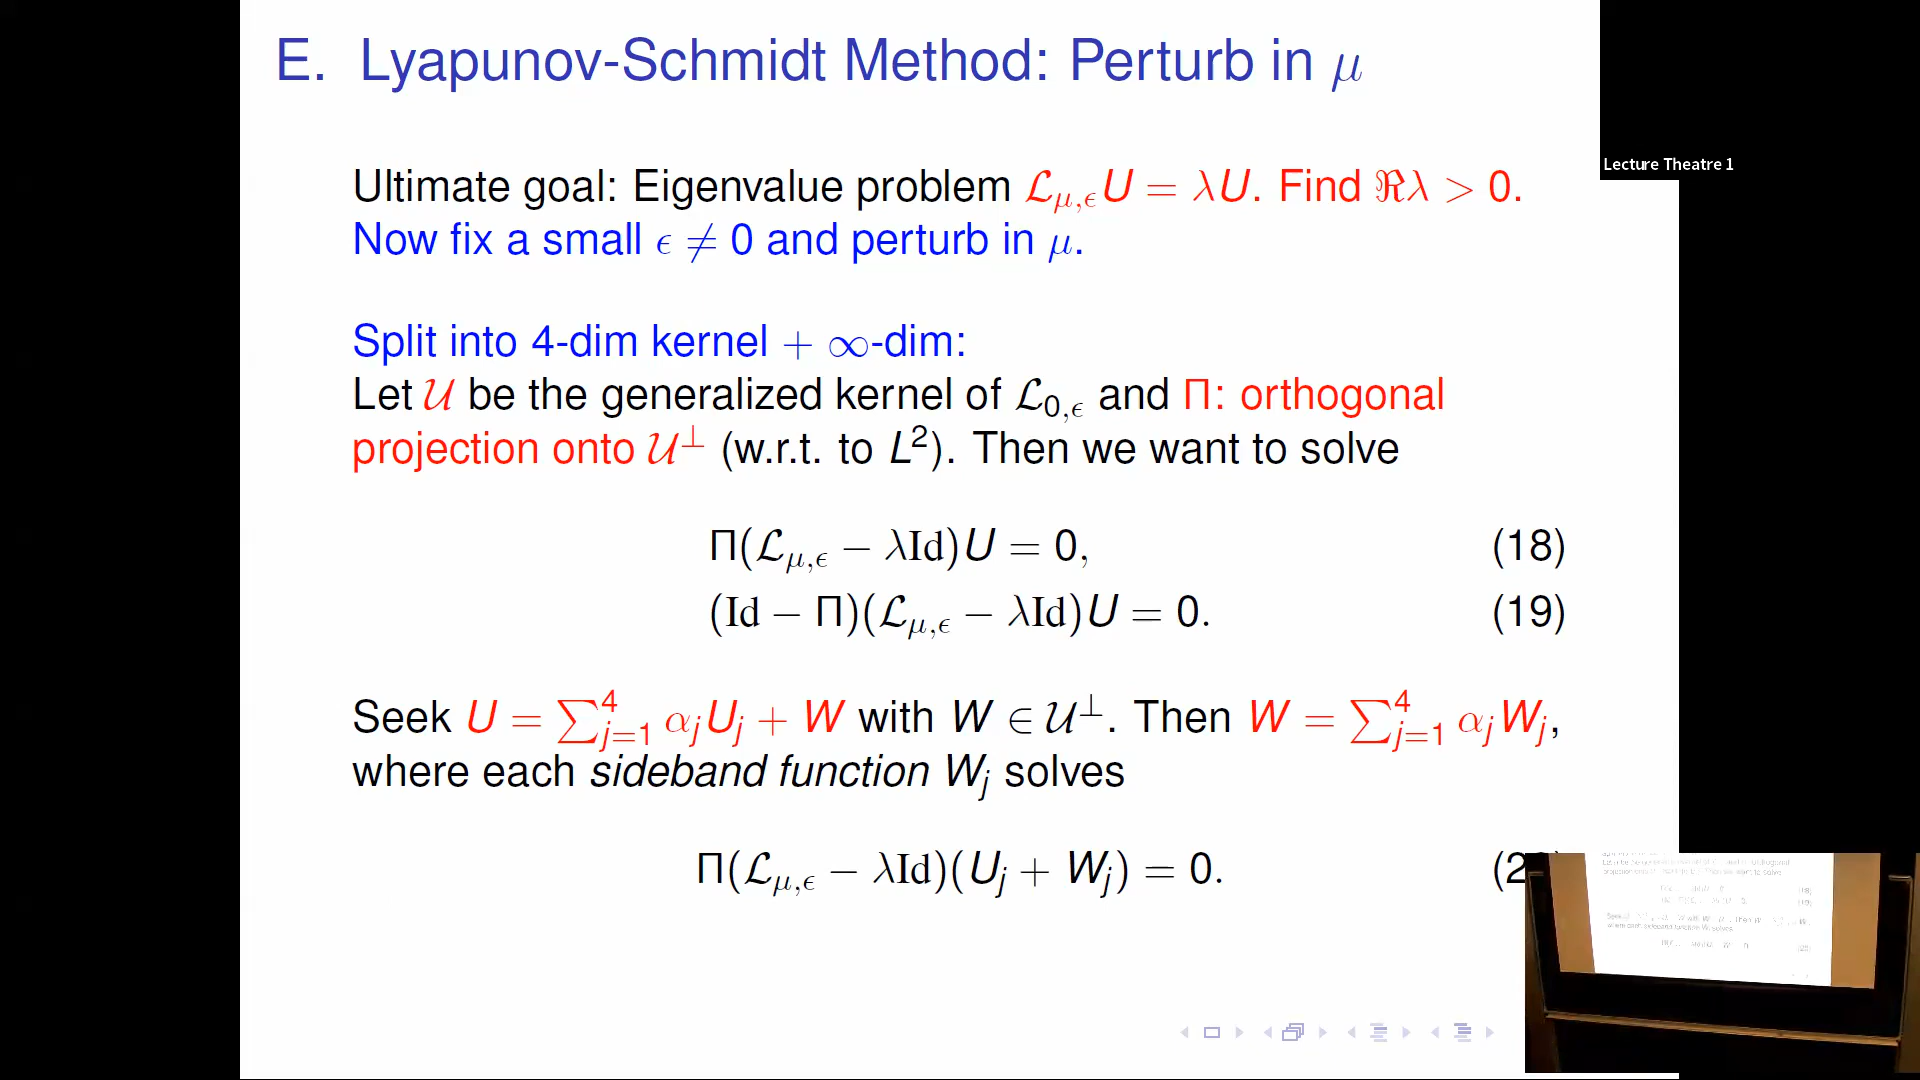 E. Lyapunov-Schmidt Method: Perturb in μ
Lecture Theatre 1
Ultimate goal: Eigenvalue problem ℒ_{μ,ϵ}U = λU. Find ℜλ > 0.
Now fix a small ϵ ≠ 0 and perturb in μ.
Split into 4-dim kernel + ∞-dim:
Let 𝒰 be the generalized kernel of ℒ_{0,ϵ} and Π: orthogonal
projection onto 𝒰^⊥ (w.r.t. to L²). Then we want to solve
Π(ℒ_{μ,ϵ} − λId)U = 0, (18)
(Id − Π)(ℒ_{μ,ϵ} − λId)U = 0. (19)
Seek U = ∑_{j=1}^4 α_jU_j + W with W ∈ 𝒰^⊥. Then W = ∑_{j=1}^4 α_jW_j,
where each sideband function W_j solves
Π(ℒ_{μ,ϵ} − λId)(U_j + W_j) = 0.